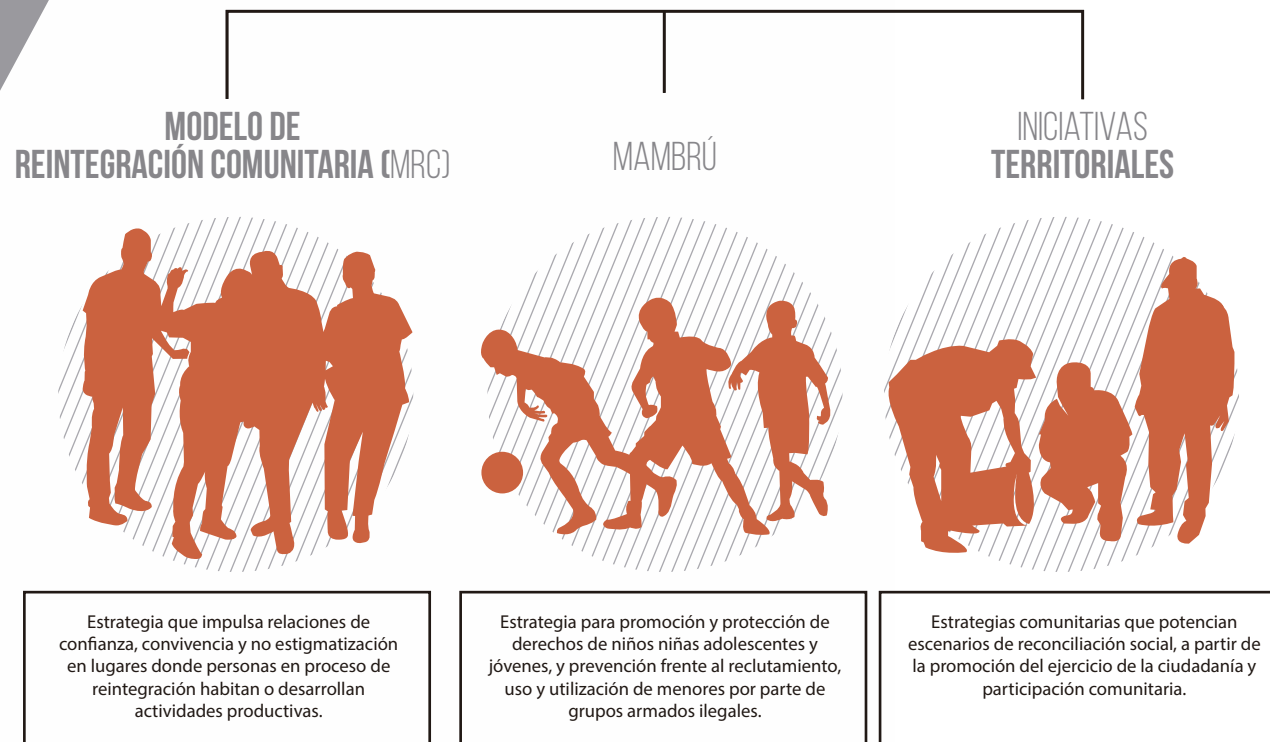 MODELO DE
REINTEGRACIÓN COMUNITARIA (MRC)
MAMBRÚ
INICIATIVAS
TERRITORIALES
Estrategia que impulsa relaciones de
confianza, convivencia y no estigmatización
en lugares donde personas en proceso de
reintegración habitan o desarrollan
actividades productivas.
Estrategia para promoción y protección de
derechos de niños niñas adolescentes y
jóvenes, y prevención frente al reclutamiento,
uso y utilización de menores por parte de
grupos armados ilegales.
Estrategias comunitarias que potencian
escenarios de reconciliación social, a partir de
la promoción del ejercicio de la ciudadanía y
participación comunitaria.